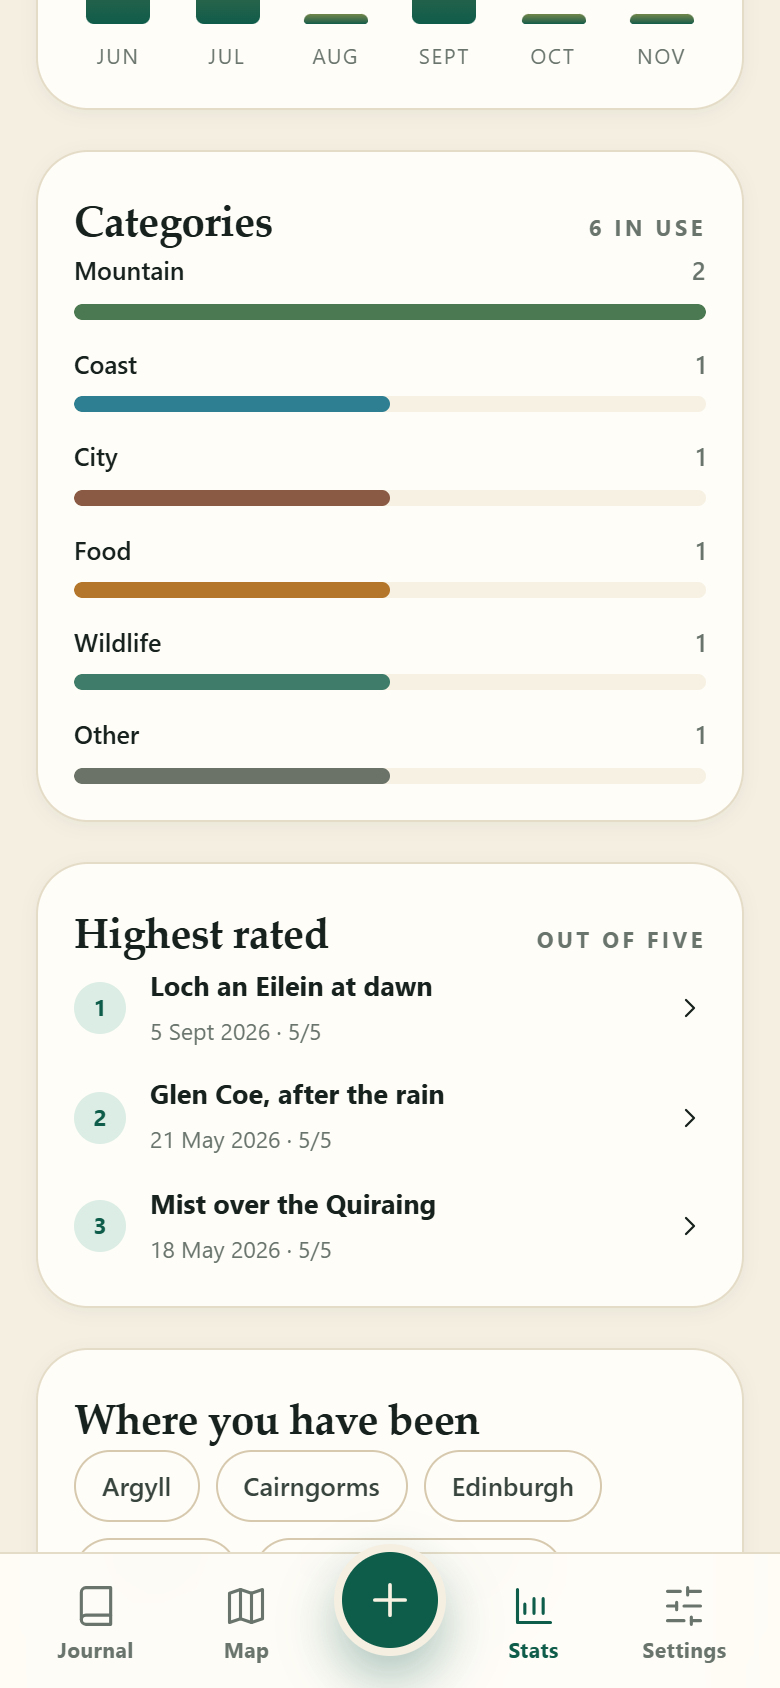 JUN JUL AUG SEPT OCT NOV
Categories 6 IN USE
Mountain 2
Coast 1
City 1
Food 1
Wildlife 1
Other 1
Highest rated OUT OF FIVE
1 Loch an Eilein at dawn
5 Sept 2026 · 5/5
2 Glen Coe, after the rain
21 May 2026 · 5/5
3 Mist over the Quiraing
18 May 2026 · 5/5
Where you have been
Argyll Cairngorms Edinburgh
Journal Map Stats Settings